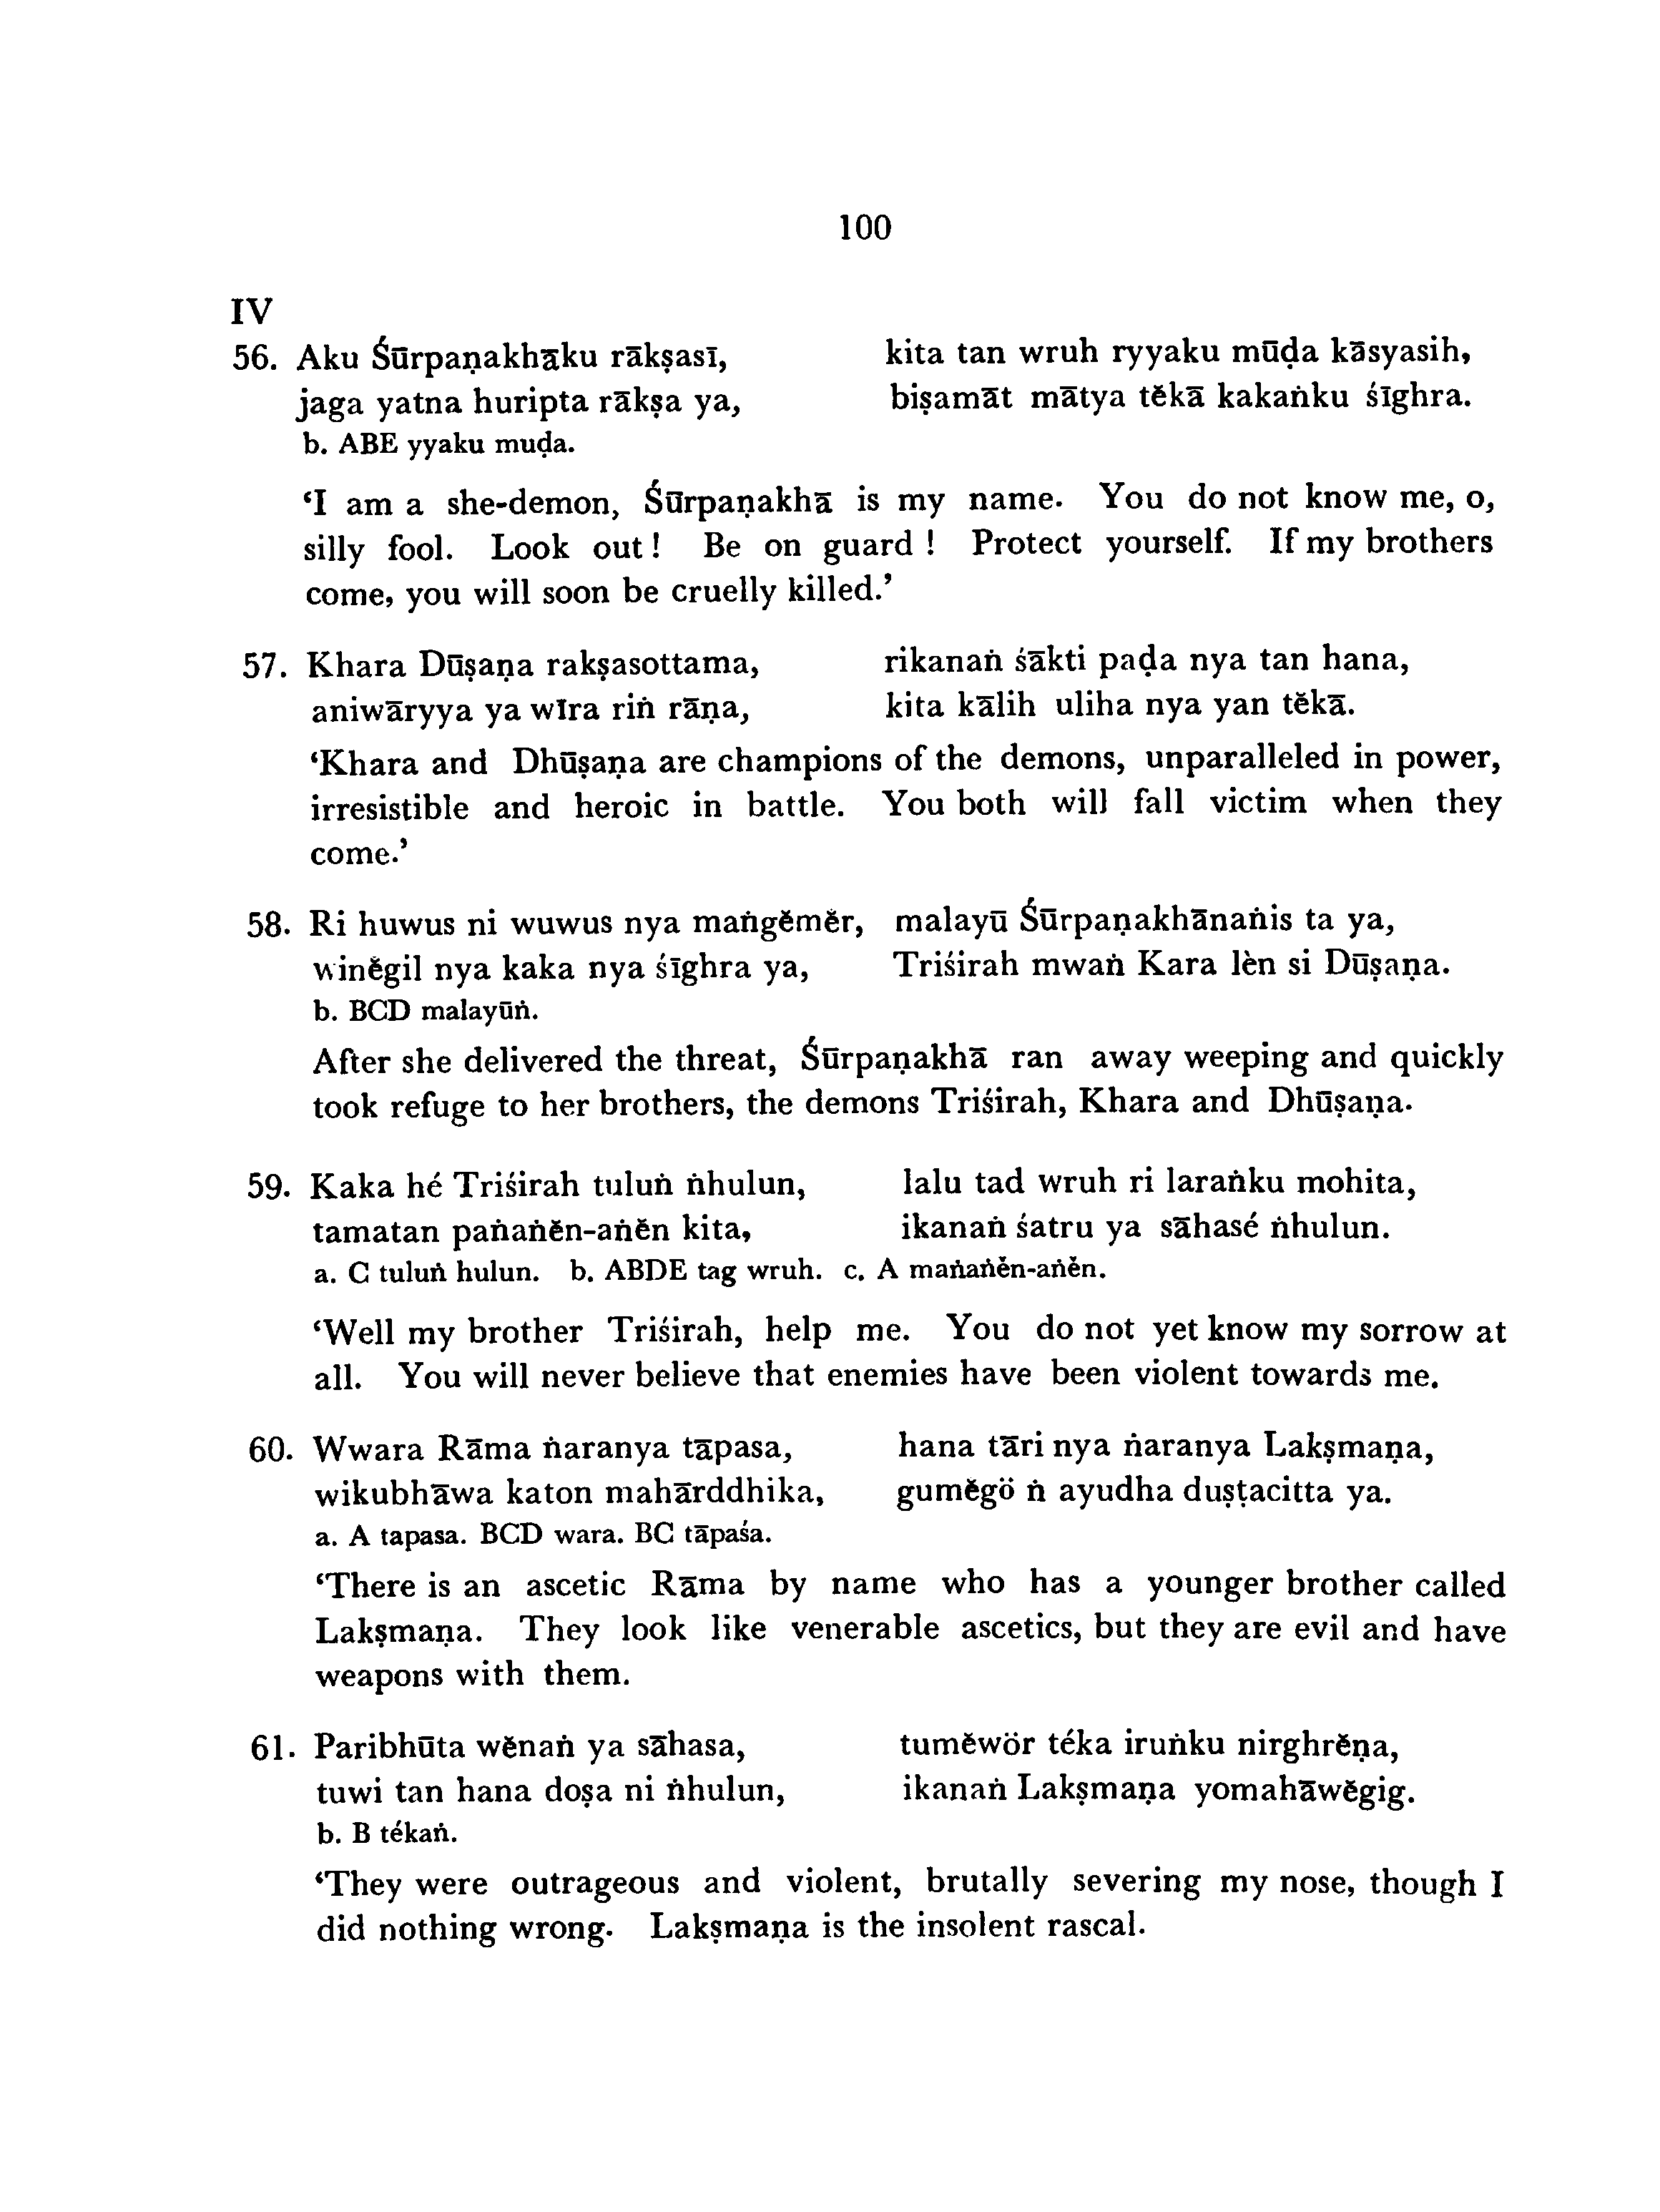 100
IV
56. Aku Śūrpaṇakhāku rākṣasī, kita tan wruh ryyaku mūḍa kāsyasih,
jaga yatna huripta rākṣa ya, biṣamāt mātya tĕkā kakaṅku śīghra.
b. ABE yyaku muḍa.
‘I am a she-demon, Śūrpaṇakhā is my name. You do not know me, o,
silly fool. Look out! Be on guard ! Protect yourself. If my brothers
come, you will soon be cruelly killed.’
57. Khara Dūṣaṇa rakṣasottama, rikanaṅ śākti paḍa nya tan hana,
aniwāryya ya wīra riṅ rāṇa, kita kālih uliha nya yan tĕkā.
‘Khara and Dhūṣaṇa are champions of the demons, unparalleled in power,
irresistible and heroic in battle. You both will fall victim when they
come.’
58. Ri huwus ni wuwus nya maṅgĕmĕr, malayū Śūrpaṇakhānaṅis ta ya,
winĕgil nya kaka nya śīghra ya, Triśirah mwaṅ Kara lèn si Dūṣaṇa.
b. BCD malayūṅ.
After she delivered the threat, Śūrpaṇakhā ran away weeping and quickly
took refuge to her brothers, the demons Triśirah, Khara and Dhūṣaṇa.
59. Kaka hé Triśirah tuluṅ ṅhulun, lalu tad wruh ri laraṅku mohita,
tamatan paṅaṅĕn-aṅĕn kita, ikanaṅ śatru ya sāhasé ṅhulun.
a. C tuluṅ hulun. b. ABDE tag wruh. c. A maṅaṅĕn-aṅĕn.
‘Well my brother Triśirah, help me. You do not yet know my sorrow at
all. You will never believe that enemies have been violent towards me.
60. Wwara Rāma ṅaranya tāpasa, hana tāri nya ṅaranya Lakṣmaṇa,
wikubhāwa katon mahārddhika, gumĕgö ṅ ayudha duṣṭacitta ya.
a. A tapasa. BCD wara. BC tāpaśa.
‘There is an ascetic Rāma by name who has a younger brother called
Lakṣmaṇa. They look like venerable ascetics, but they are evil and have
weapons with them.
61. Paribhūta wĕnaṅ ya sāhasa, tumĕwör téka iruṅku nirghrĕṇa,
tuwi tan hana doṣa ni ṅhulun, ikanaṅ Lakṣmaṇa yomahāwĕgig.
b. B tékaṅ.
‘They were outrageous and violent, brutally severing my nose, though I
did nothing wrong. Lakṣmaṇa is the insolent rascal.